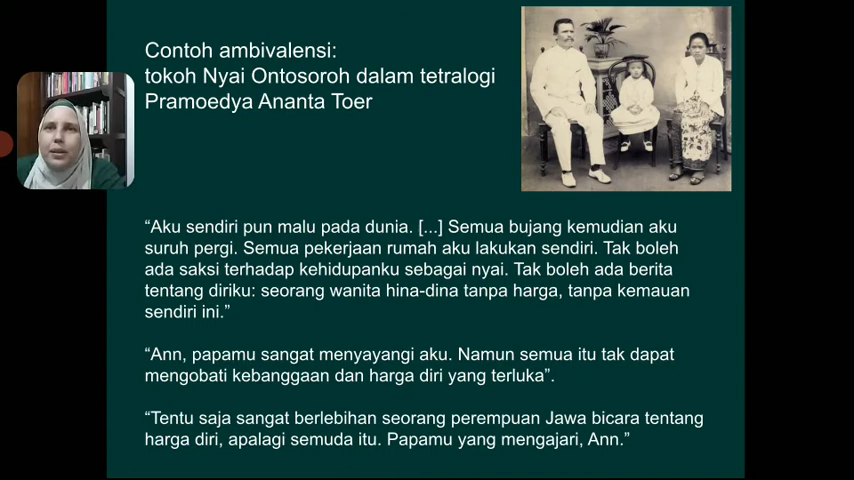 Contoh ambivalensi:
tokoh Nyai Ontosoroh dalam tetralogi
Pramoedya Ananta Toer
“Aku sendiri pun malu pada dunia. [...] Semua bujang kemudian aku
suruh pergi. Semua pekerjaan rumah aku lakukan sendiri. Tak boleh
ada saksi terhadap kehidupanku sebagai nyai. Tak boleh ada berita
tentang diriku: seorang wanita hina-dina tanpa harga, tanpa kemauan
sendiri ini.”
“Ann, papamu sangat menyayangi aku. Namun semua itu tak dapat
mengobati kebanggaan dan harga diri yang terluka”.
“Tentu saja sangat berlebihan seorang perempuan Jawa bicara tentang
harga diri, apalagi semuda itu. Papamu yang mengajari, Ann.”